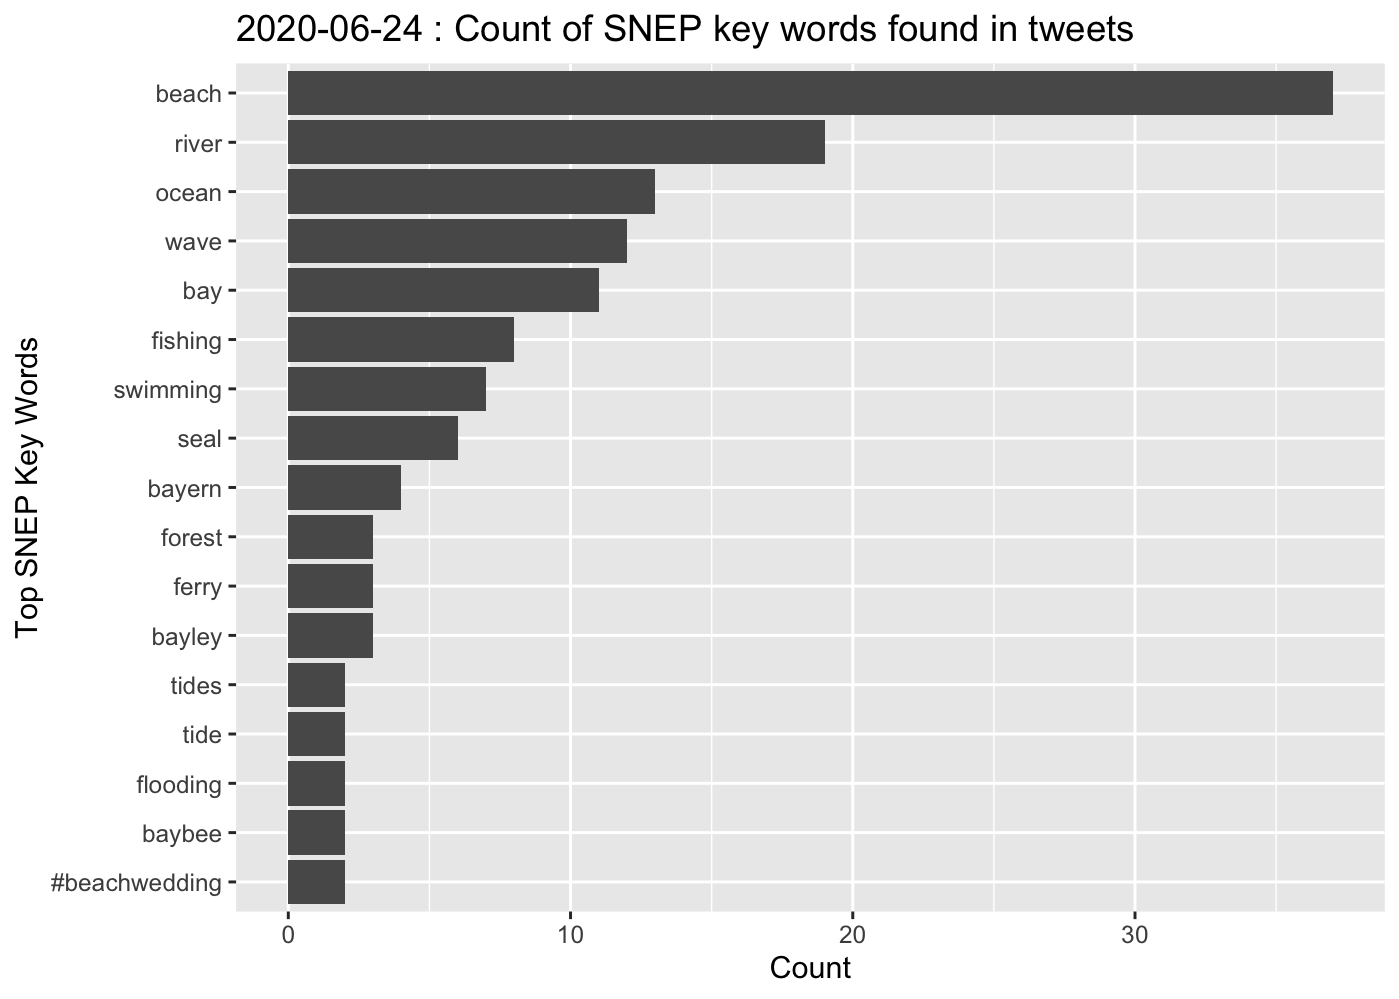 2020-06-24 : Count of SNEP key words found in tweets
Top SNEP Key Words
beach
river
ocean
wave
bay
fishing
swimming
seal
bayern
forest
ferry
bayley
tides
tide
flooding
baybee
#beachwedding
0 10 20 30
Count